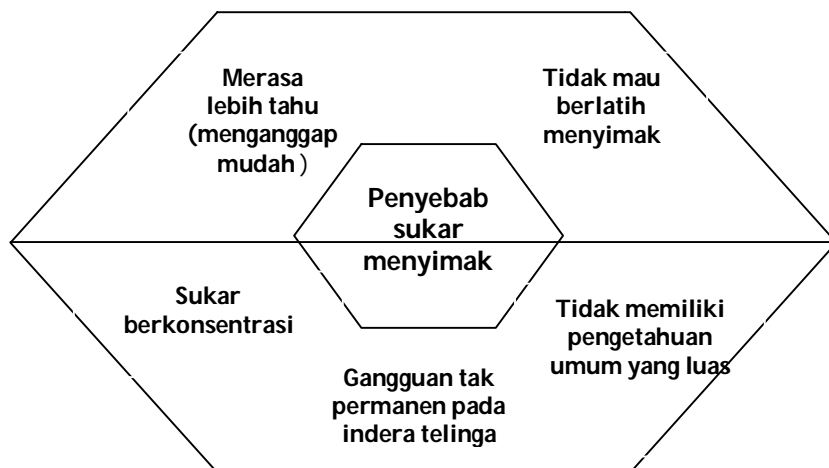 Merasa
lebih tahu
(menganggap
mudah )
Tidak mau
berlatih
menyimak
Penyebab
sukar
menyimak
Sukar
berkonsentrasi
Tidak memiliki
pengetahuan
umum yang luas
Gangguan tak
permanen pada
indera telinga